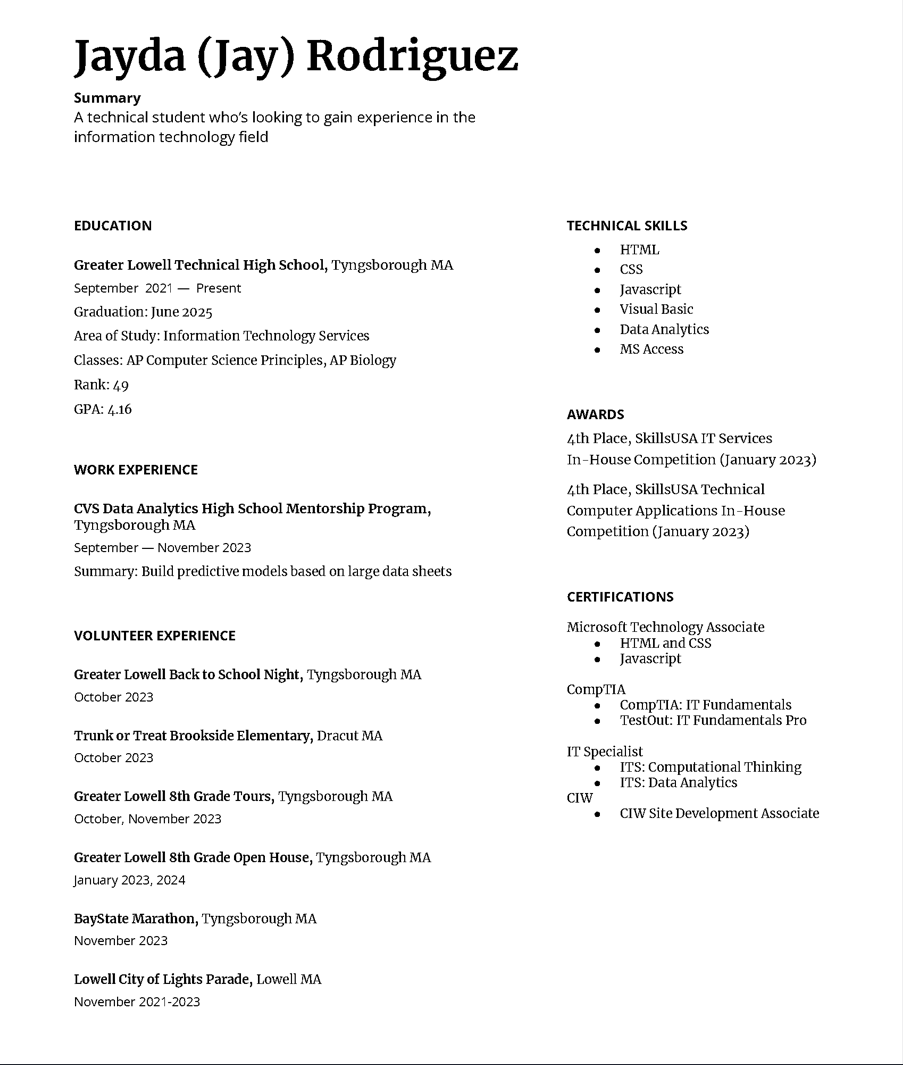 Jayda (Jay) Rodriguez
Summary
A technical student who's looking to gain experience in the
information technology field
EDUCATION
Greater Lowell Technical High School, Tyngsborough MA
September 2021 — Present
Graduation: June 2025
Area of Study: Information Technology Services
Classes: AP Computer Science Principles, AP Biology
Rank: 49
GPA: 4.16
WORK EXPERIENCE
CVS Data Analytics High School Mentorship Program,
Tyngsborough MA
September — November 2023
Summary: Build predictive models based on large data sheets
VOLUNTEER EXPERIENCE
Greater Lowell Back to School Night, Tyngsborough MA
October 2023
Trunk or Treat Brookside Elementary, Dracut MA
October 2023
Greater Lowell 8th Grade Tours, Tyngsborough MA
October, November 2023
Greater Lowell 8th Grade Open House, Tyngsborough MA
January 2023, 2024
BayState Marathon, Tyngsborough MA
November 2023
Lowell City of Lights Parade, Lowell MA
November 2021-2023
TECHNICAL SKILLS
● HTML
● CSS
● Javascript
● Visual Basic
● Data Analytics
● MS Access
AWARDS
4th Place, SkillsUSA IT Services
In-House Competition (January 2023)
4th Place, SkillsUSA Technical
Computer Applications In-House
Competition (January 2023)
CERTIFICATIONS
Microsoft Technology Associate
● HTML and CSS
● Javascript
CompTIA
● CompTIA: IT Fundamentals
● TestOut: IT Fundamentals Pro
IT Specialist
● ITS: Computational Thinking
● ITS: Data Analytics
CIW
● CIW Site Development Associate